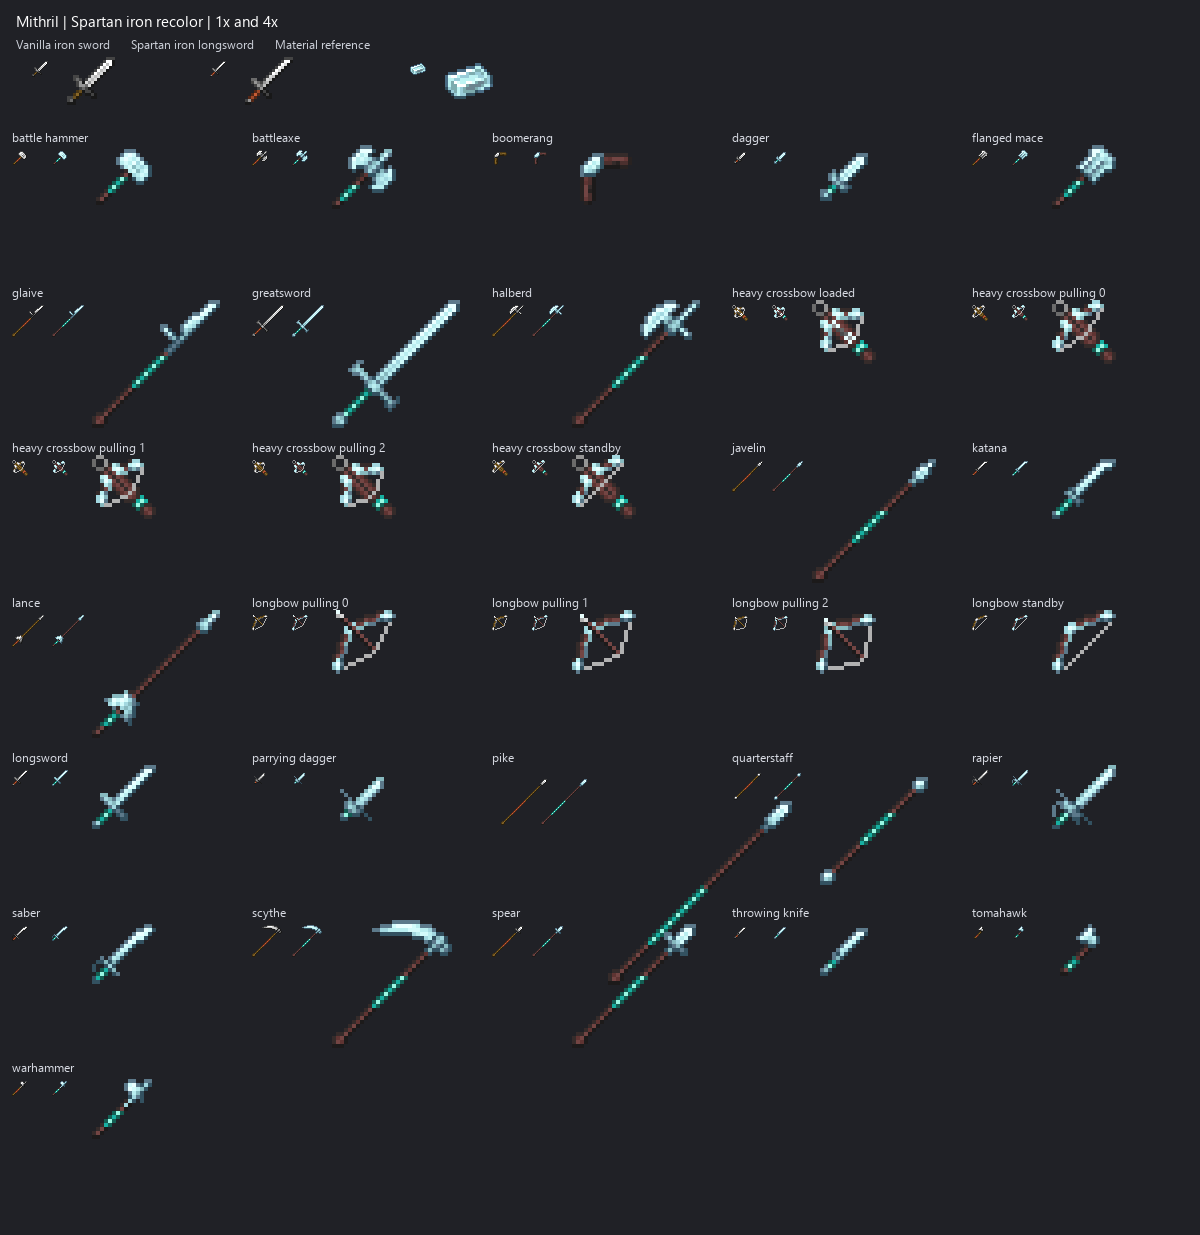 Mithril | Spartan iron recolor | 1x and 4x
Vanilla iron sword Spartan iron longsword Material reference
battle hammer battleaxe boomerang dagger flanged mace
glaive greatsword halberd heavy crossbow loaded heavy crossbow pulling 0
heavy crossbow pulling 1 heavy crossbow pulling 2 heavy crossbow standby javelin katana
lance longbow pulling 0 longbow pulling 1 longbow pulling 2 longbow standby
longsword parrying dagger pike quarterstaff rapier
saber scythe spear throwing knife tomahawk
warhammer